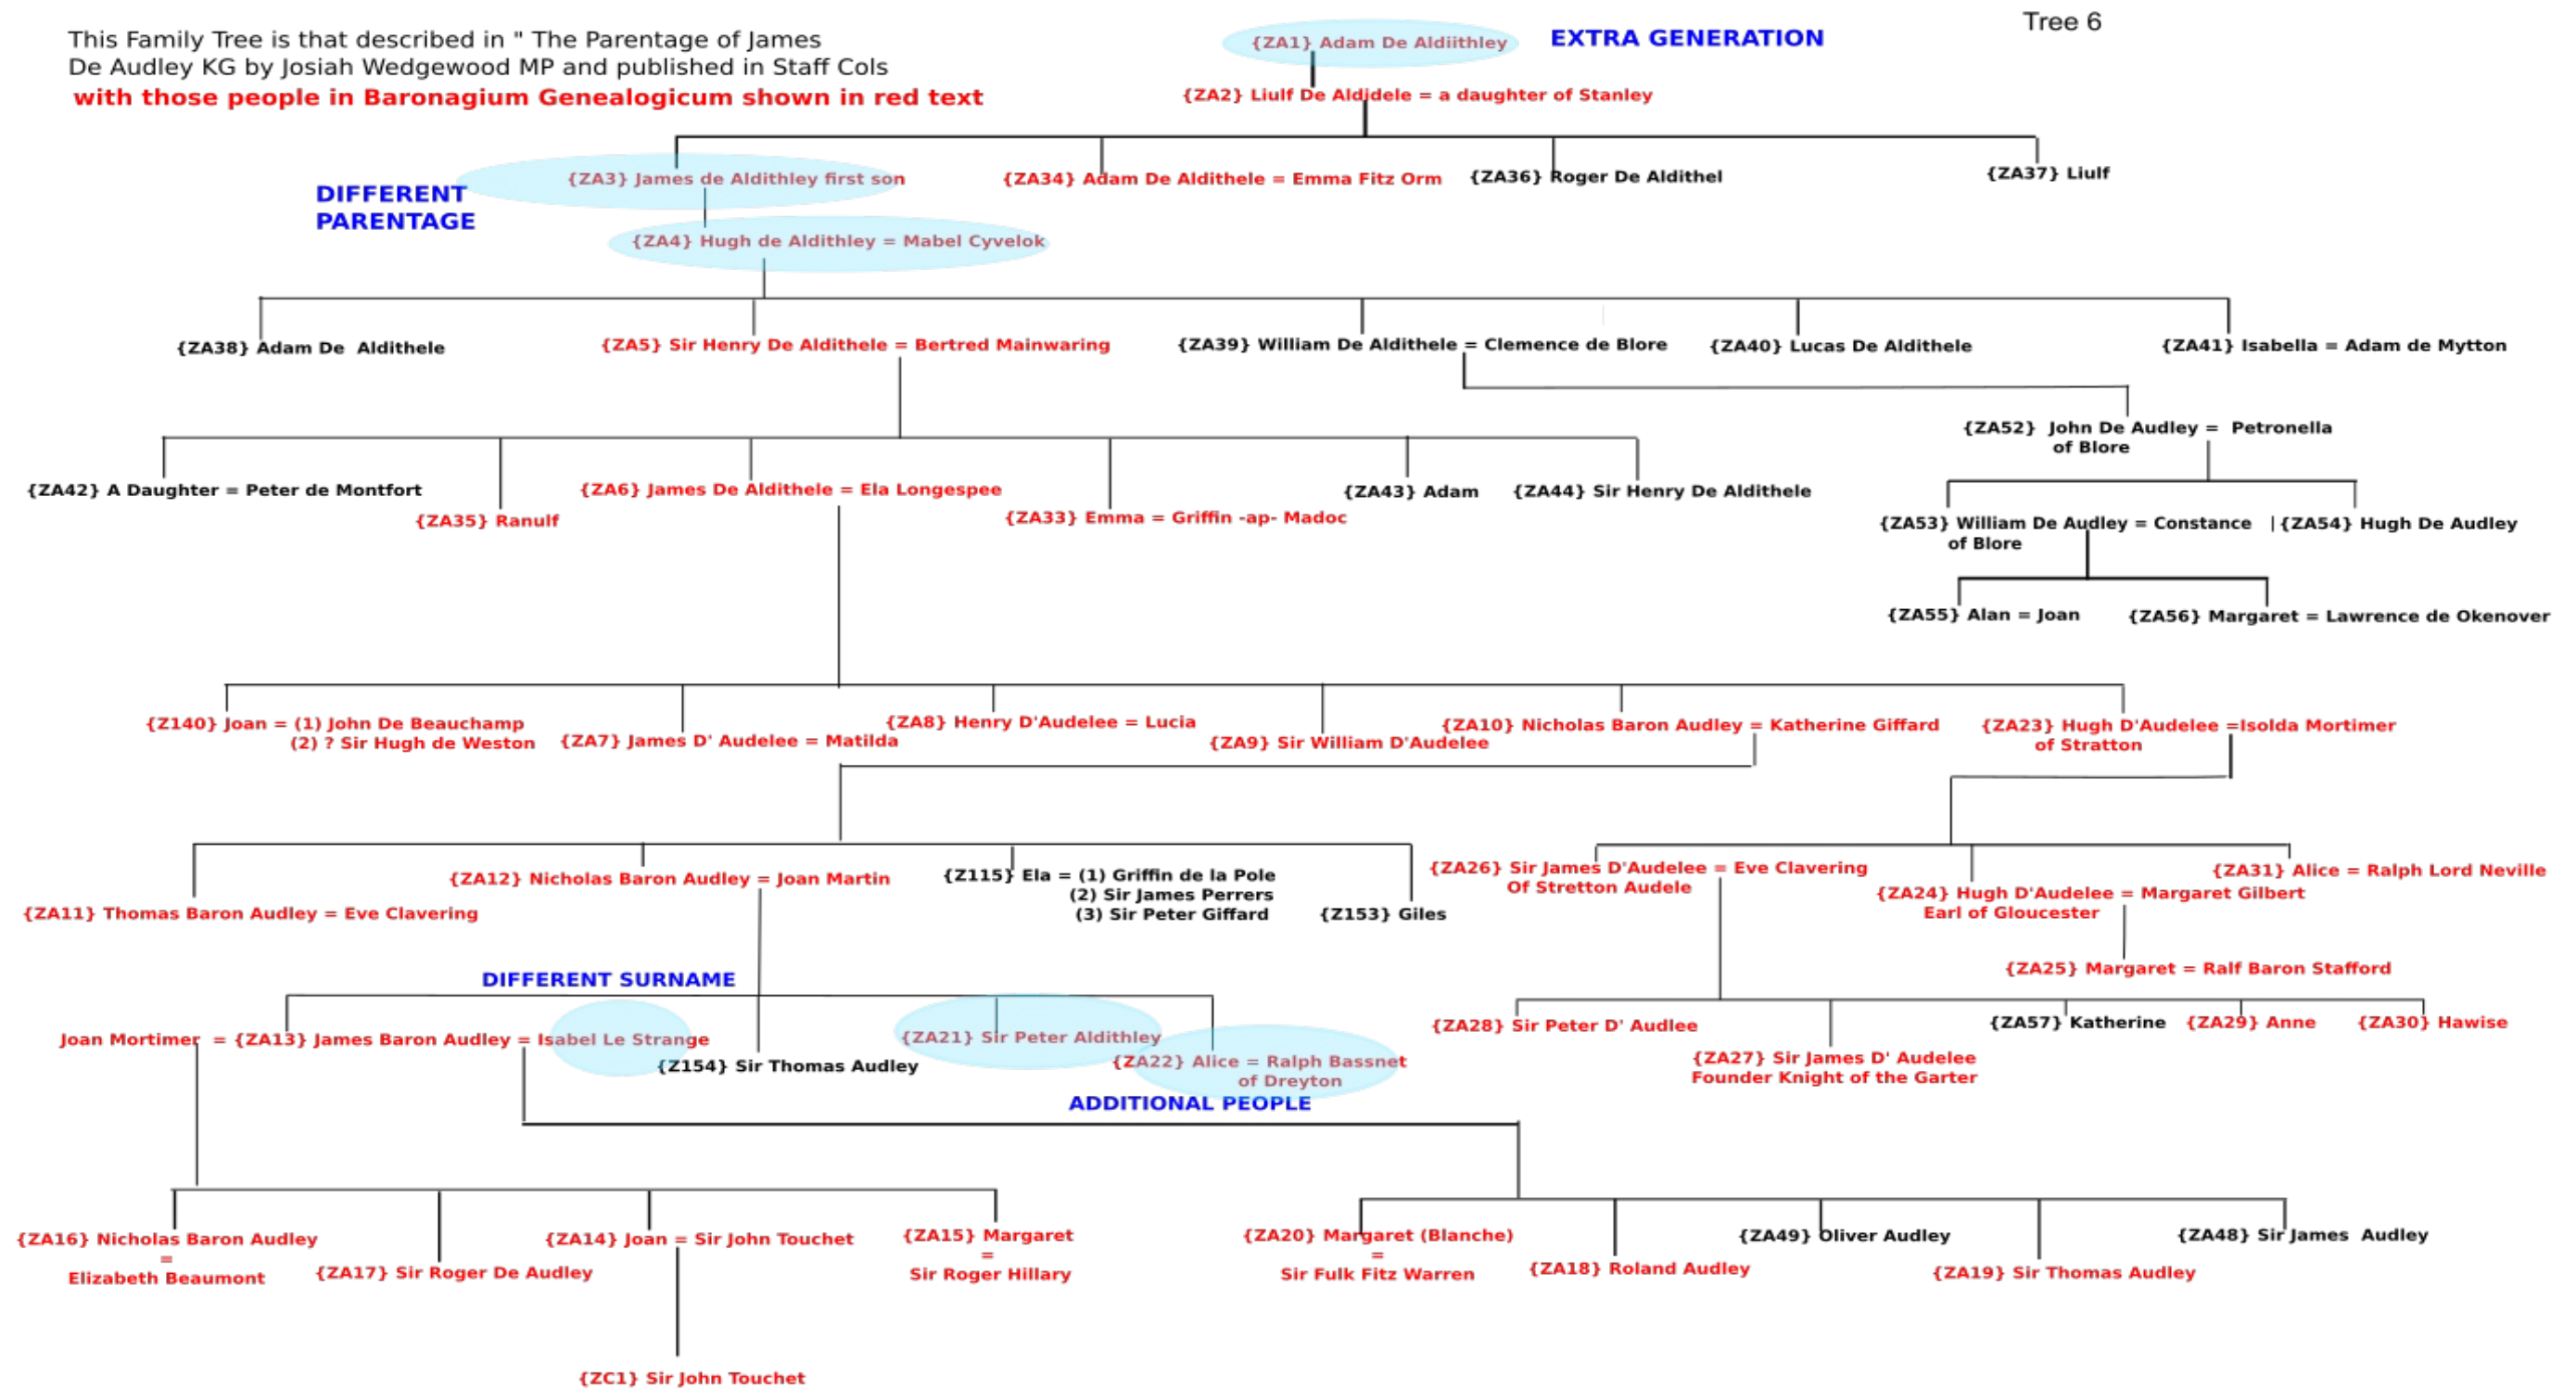 Tree 6
This Family Tree is that described in " The Parentage of James
De Audley KG by Josiah Wedgewood MP and published in Staff Cols
with those people in Baronagium Genealogicum shown in red text
{ZA1} Adam De Aldiithley
EXTRA GENERATION
{ZA2} Liulf De Aldidele = a daughter of Stanley
DIFFERENT
PARENTAGE
{ZA3} James de Aldithley first son
{ZA34} Adam De Aldithele = Emma Fitz Orm
{ZA36} Roger De Aldithel
{ZA37} Liulf
{ZA4} Hugh de Aldithley = Mabel Cyvelok
{ZA38} Adam De Aldithele
{ZA5} Sir Henry De Aldithele = Bertred Mainwaring
{ZA39} William De Aldithele = Clemence de Blore
{ZA40} Lucas De Aldithele
{ZA41} Isabella = Adam de Mytton
{ZA52} John De Audley = Petronella
of Blore
{ZA42} A Daughter = Peter de Montfort
{ZA35} Ranulf
{ZA6} James De Aldithele = Ela Longespee
{ZA33} Emma = Griffin -ap- Madoc
{ZA43} Adam
{ZA44} Sir Henry De Aldithele
{ZA53} William De Audley = Constance
of Blore
|{ZA54} Hugh De Audley
{ZA55} Alan = Joan
{ZA56} Margaret = Lawrence de Okenover
{Z140} Joan = (1) John De Beauchamp
(2) ? Sir Hugh de Weston
{ZA7} James D' Audelee = Matilda
{ZA8} Henry D'Audelee = Lucia
{ZA9} Sir William D'Audelee
{ZA10} Nicholas Baron Audley = Katherine Giffard
{ZA23} Hugh D'Audelee =Isolda Mortimer
of Stratton
{ZA11} Thomas Baron Audley = Eve Clavering
{ZA12} Nicholas Baron Audley = Joan Martin
{Z115} Ela = (1) Griffin de la Pole
(2) Sir James Perrers
(3) Sir Peter Giffard
{Z153} Giles
{ZA26} Sir James D'Audelee = Eve Clavering
Of Stretton Audele
{ZA24} Hugh D'Audelee = Margaret Gilbert
Earl of Gloucester
{ZA31} Alice = Ralph Lord Neville
{ZA25} Margaret = Ralf Baron Stafford
DIFFERENT SURNAME
Joan Mortimer = {ZA13} James Baron Audley = Isabel Le Strange
{Z154} Sir Thomas Audley
{ZA21} Sir Peter Aldithley
{ZA22} Alice = Ralph Bassnet
of Dreyton
ADDITIONAL PEOPLE
{ZA28} Sir Peter D' Audlee
{ZA27} Sir James D' Audelee
Founder Knight of the Garter
{ZA57} Katherine
{ZA29} Anne
{ZA30} Hawise
{ZA16} Nicholas Baron Audley
=
Elizabeth Beaumont
{ZA17} Sir Roger De Audley
{ZA14} Joan = Sir John Touchet
{ZA15} Margaret
=
Sir Roger Hillary
{ZA20} Margaret (Blanche)
=
Sir Fulk Fitz Warren
{ZA18} Roland Audley
{ZA49} Oliver Audley
{ZA19} Sir Thomas Audley
{ZA48} Sir James Audley
{ZC1} Sir John Touchet